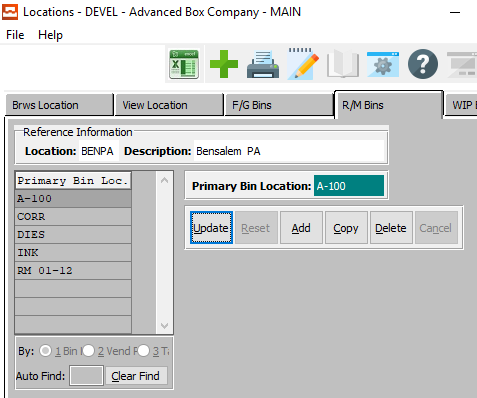 Locations - DEVEL - Advanced Box Company - MAIN
File Help
Brws Location View Location F/G Bins R/M Bins WIP
Reference Information
Location: BENPA Description: Bensalem PA
Primary Bin Loc. Primary Bin Location: A-100
A-100
CORR
DIES
INK
RM 01-12
Update Reset Add Copy Delete Cancel
By: 1 Bin 2 Vend 3
Auto Find: Clear Find